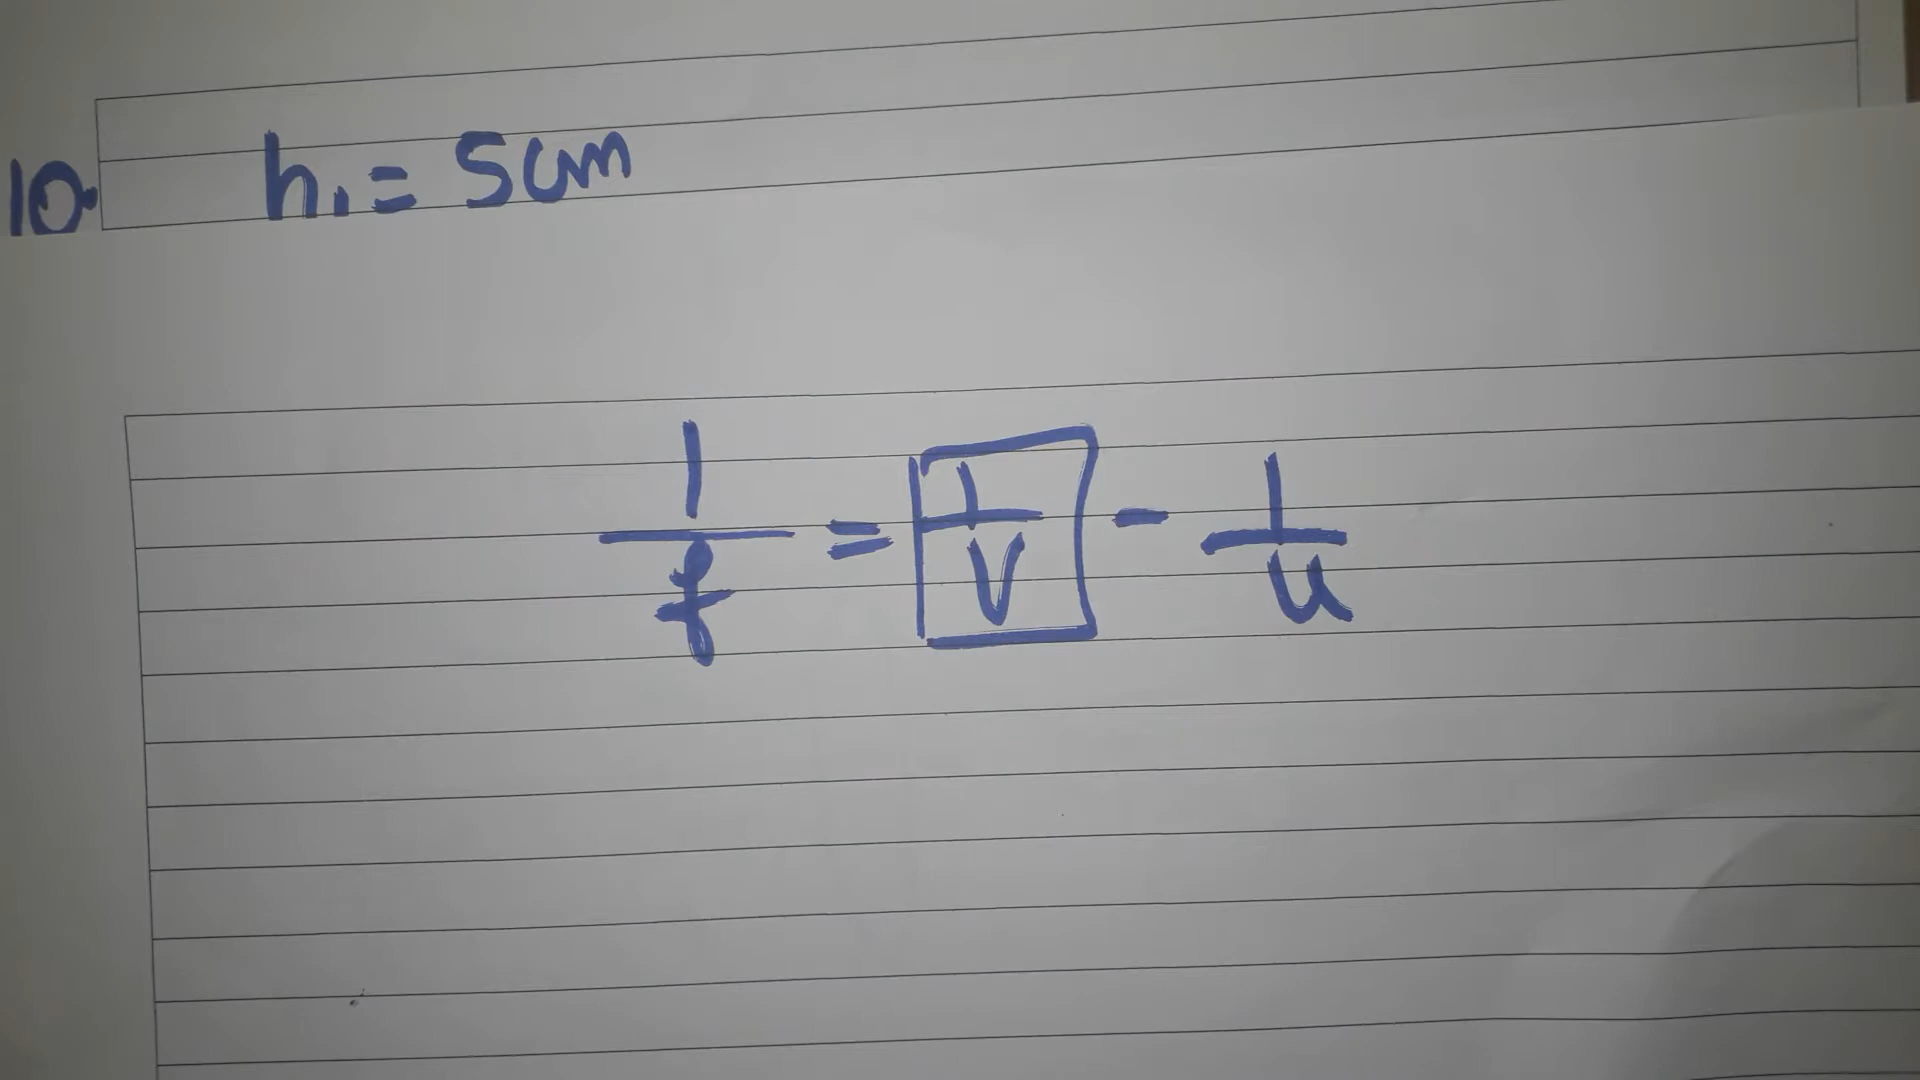 10. h₁ = 5cm
1/f = 1/v - 1/u